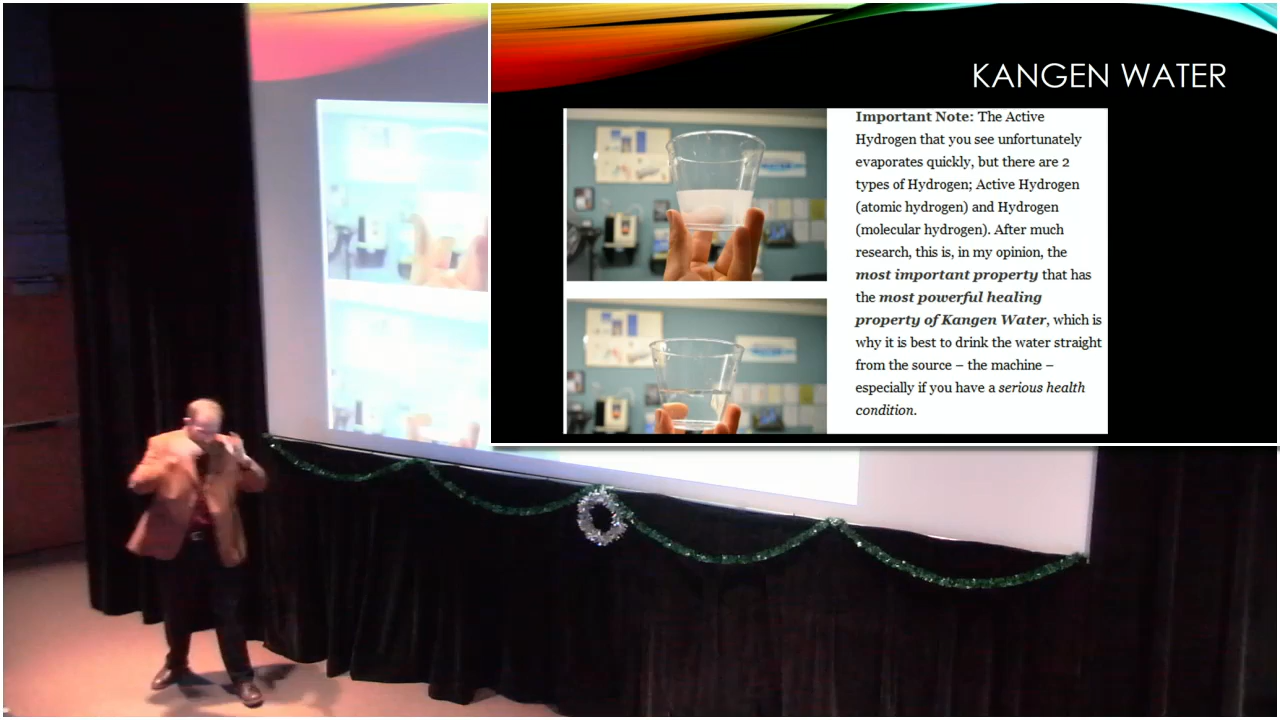 KANGEN WATER
Important Note: The Active
Hydrogen that you see unfortunately
evaporates quickly, but there are 2
types of Hydrogen; Active Hydrogen
(atomic hydrogen) and Hydrogen
(molecular hydrogen). After much
research, this is, in my opinion, the
most important property that has
the most powerful healing
property of Kangen Water, which is
why it is best to drink the water straight
from the source – the machine –
especially if you have a serious health
condition.